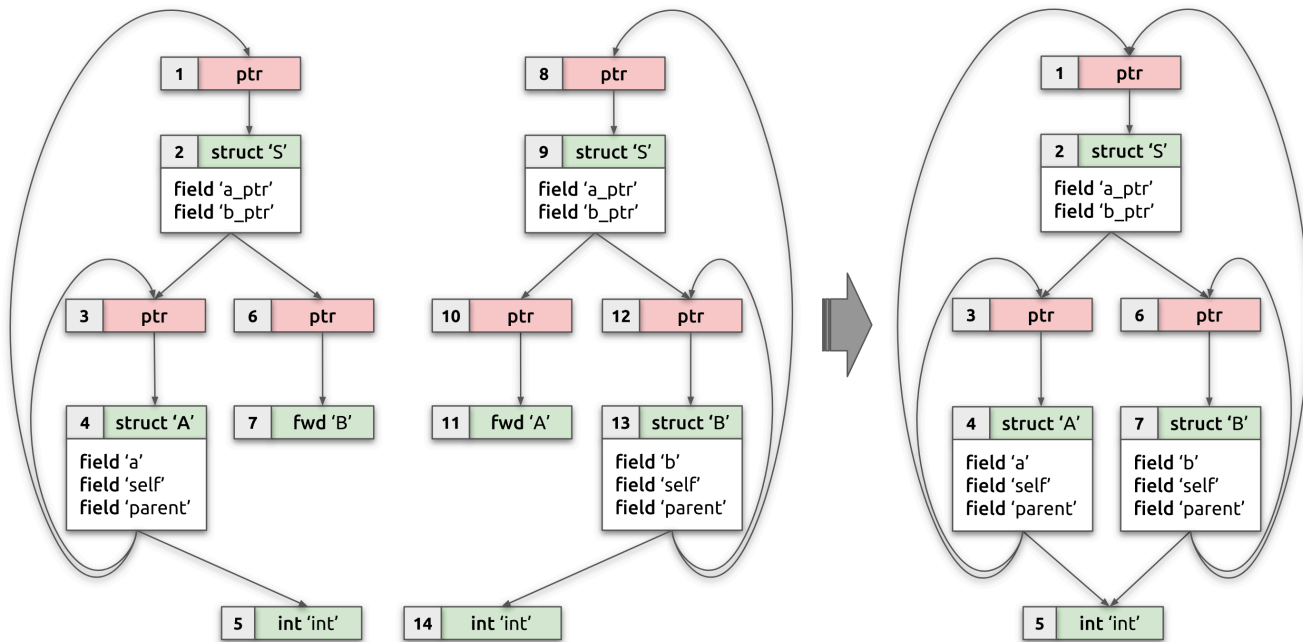 1 ptr
8 ptr
1 ptr
2 struct ‘S’
field ‘a_ptr’
field ‘b_ptr’
9 struct ‘S’
field ‘a_ptr’
field ‘b_ptr’
2 struct ‘S’
field ‘a_ptr’
field ‘b_ptr’
3 ptr
6 ptr
10 ptr
12 ptr
3 ptr
6 ptr
4 struct ‘A’
field ‘a’
field ‘self’
field ‘parent’
7 fwd ‘B’
11 fwd ‘A’
13 struct ‘B’
field ‘b’
field ‘self’
field ‘parent’
4 struct ‘A’
field ‘a’
field ‘self’
field ‘parent’
7 struct ‘B’
field ‘b’
field ‘self’
field ‘parent’
5 int ‘int’
14 int ‘int’
5 int ‘int’